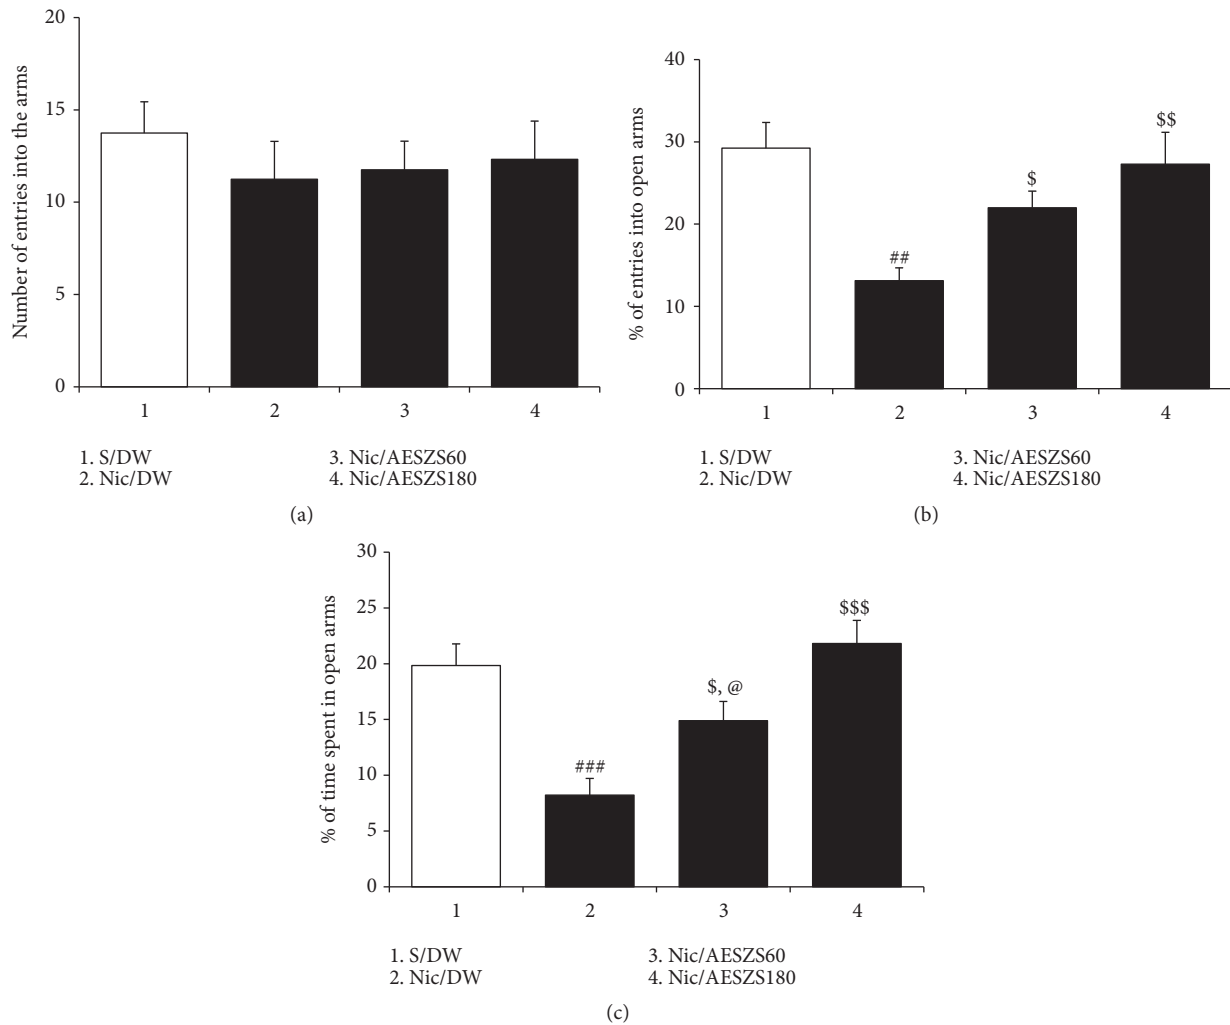 Number of entries into the arms
20
15
10
5
0
1 2 3 4
1. S/DW 3. Nic/AESZS60
2. Nic/DW 4. Nic/AESZS180
(a)
% of entries into open arms
40
30
20
10
0
##
$
$$
1 2 3 4
1. S/DW 3. Nic/AESZS60
2. Nic/DW 4. Nic/AESZS180
(b)
% of time spent in open arms
30
25
20
15
10
5
0
###
$, @
$$$
1 2 3 4
1. S/DW 3. Nic/AESZS60
2. Nic/DW 4. Nic/AESZS180
(c)